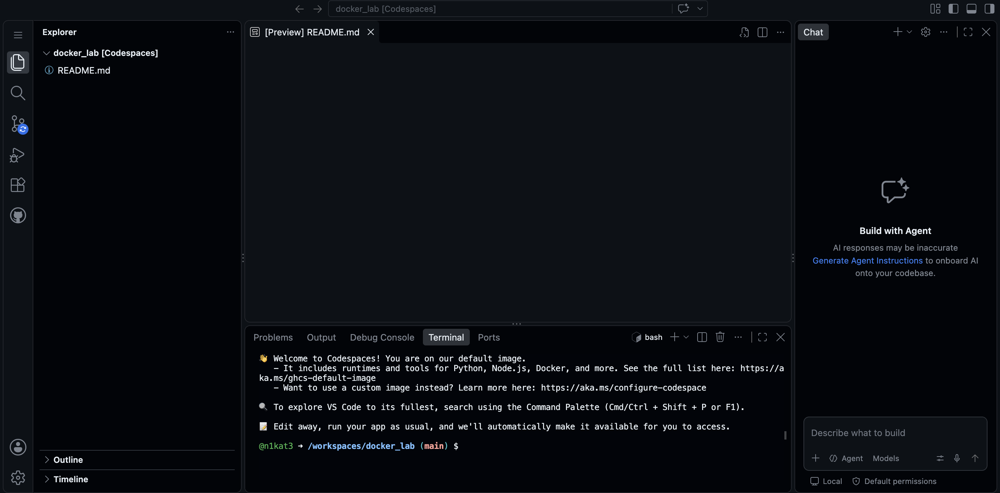 docker_lab [Codespaces]
Explorer
docker_lab [Codespaces]
README.md
Outline
Timeline
[Preview] README.md
Problems
Output
Debug Console
Terminal
Ports
bash
👋 Welcome to Codespaces! You are on our default image.
- It includes runtimes and tools for Python, Node.js, Docker, and more. See the full list here: https://a
ka.ms/ghcs-default-image
- Want to use a custom image instead? Learn more here: https://aka.ms/configure-codespace
🔍 To explore VS Code to its fullest, search using the Command Palette (Cmd/Ctrl + Shift + P or F1).
📝 Edit away, run your app as usual, and we'll automatically make it available for you to access.
@n1kat3 → /workspaces/docker_lab (main) $
Chat
Build with Agent
AI responses may be inaccurate
Generate Agent Instructions to onboard AI
onto your codebase.
Describe what to build
Agent
Models
Local
Default permissions